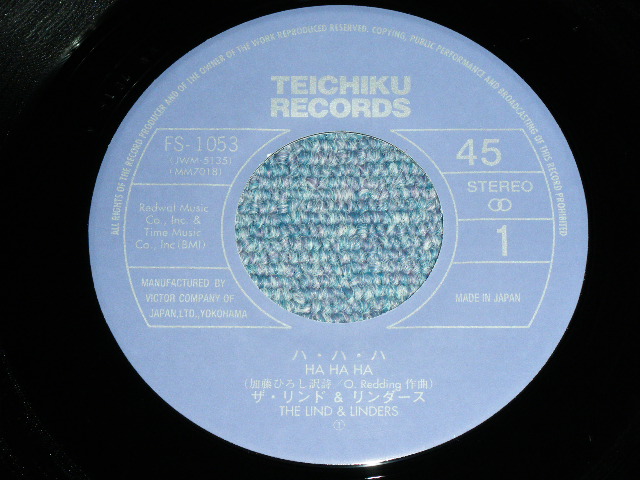 ALL RIGHTS OF THE RECORD PRODUCER AND OF THE OWNER OF THE WORK REPRODUCED RESERVED. COPYING, PUBLIC PERFORMANCE AND BROADCASTING OF THIS RECORD PROHIBITED
TEICHIKU
RECORDS
FS-1053
(JWM-5135)
(MM7018)
45
STEREO
1
Redwal Music
Co., Inc. &
Time Music
Co., Inc(BMI)
MANUFACTURED BY
VICTOR COMPANY OF
JAPAN,LTD.,YOKOHAMA
MADE IN JAPAN
ハ・ハ・ハ
HA HA HA
(加藤ひろし訳詩/O. Redding 作曲)
ザ・リンド & リンダース
THE LIND & LINDERS
T